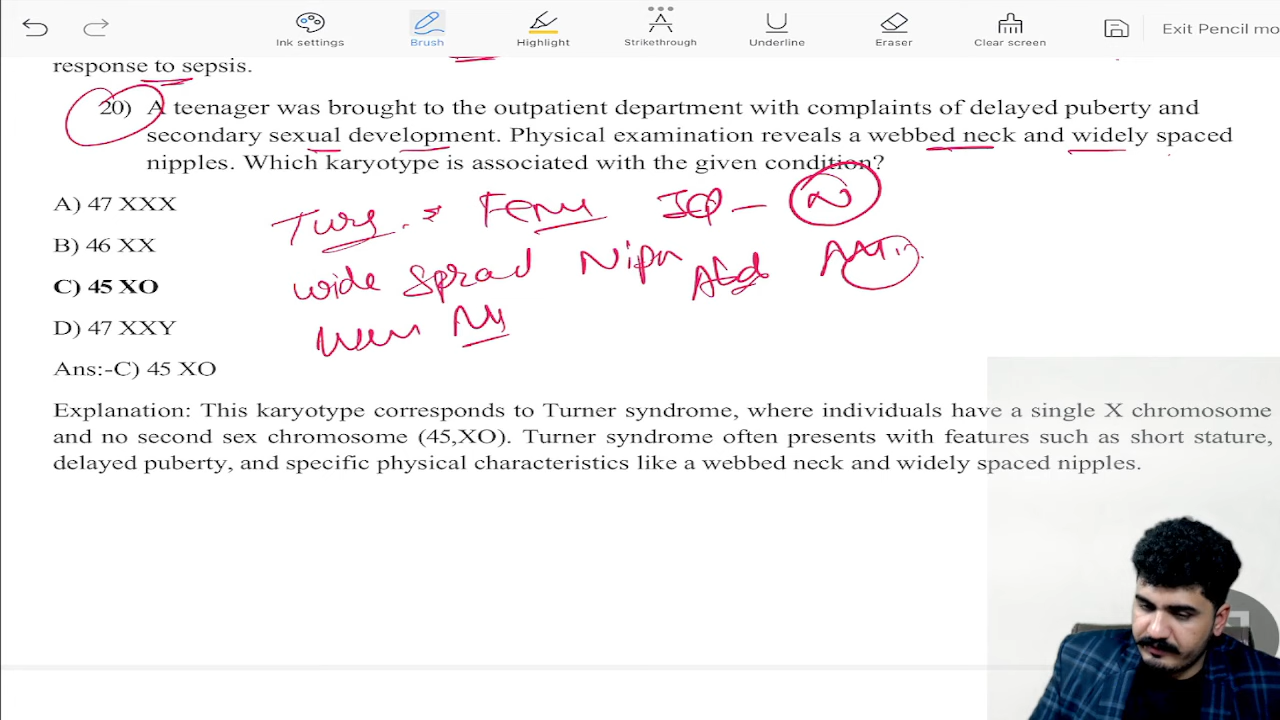 Ink settings Brush Highlight Strikethrough Underline Eraser Clear screen Exit Pencil mo
response to sepsis.
20) A teenager was brought to the outpatient department with complaints of delayed puberty and
secondary sexual development. Physical examination reveals a webbed neck and widely spaced
nipples. Which karyotype is associated with the given condition?
A) 47 XXX
B) 46 XX
C) 45 XO
D) 47 XXY
wide Spread
Ans:-C) 45 XO
Explanation: This karyotype corresponds to Turner syndrome, where individuals have a single X chromosome
and no second sex chromosome (45,XO). Turner syndrome often presents with features such as short stature,
delayed puberty, and specific physical characteristics like a webbed neck and widely spaced nipples.